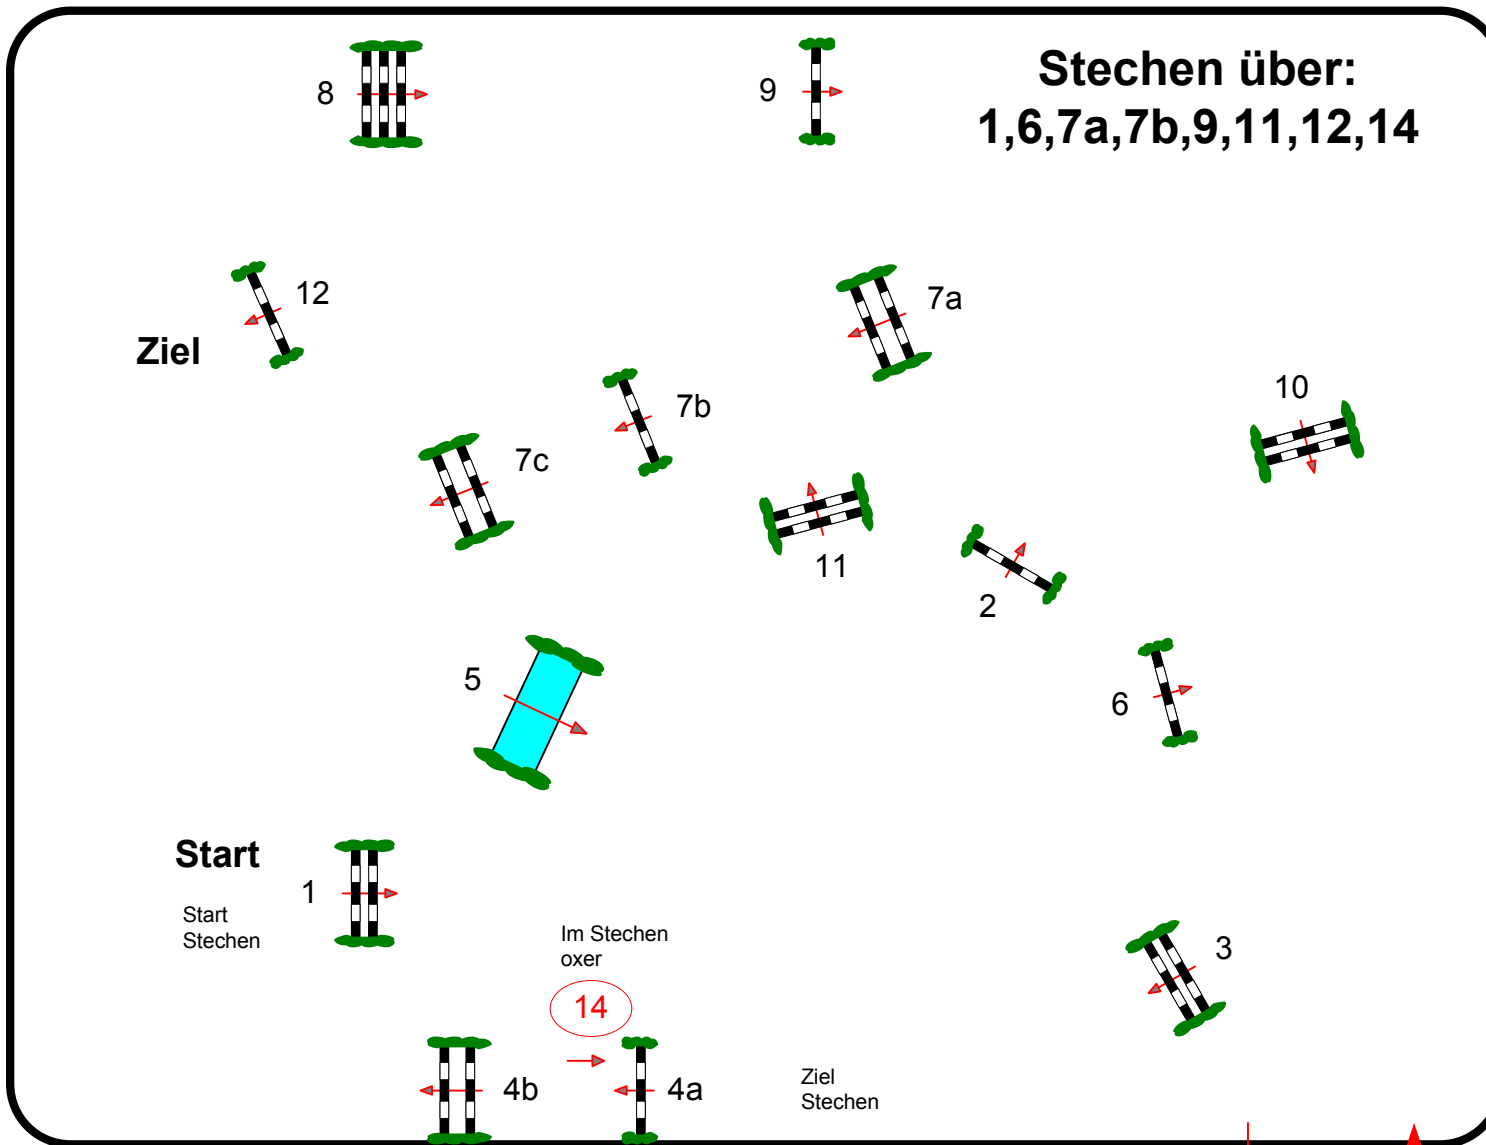 8
9
Stechen über:
1,6,7a,7b,9,11,12,14
12
7a
Ziel
10
7b
7c
11
2
5
6
Start
1
Start
Stechen
Im Stechen
oxer
3
14
4b
4a
Ziel
Stechen